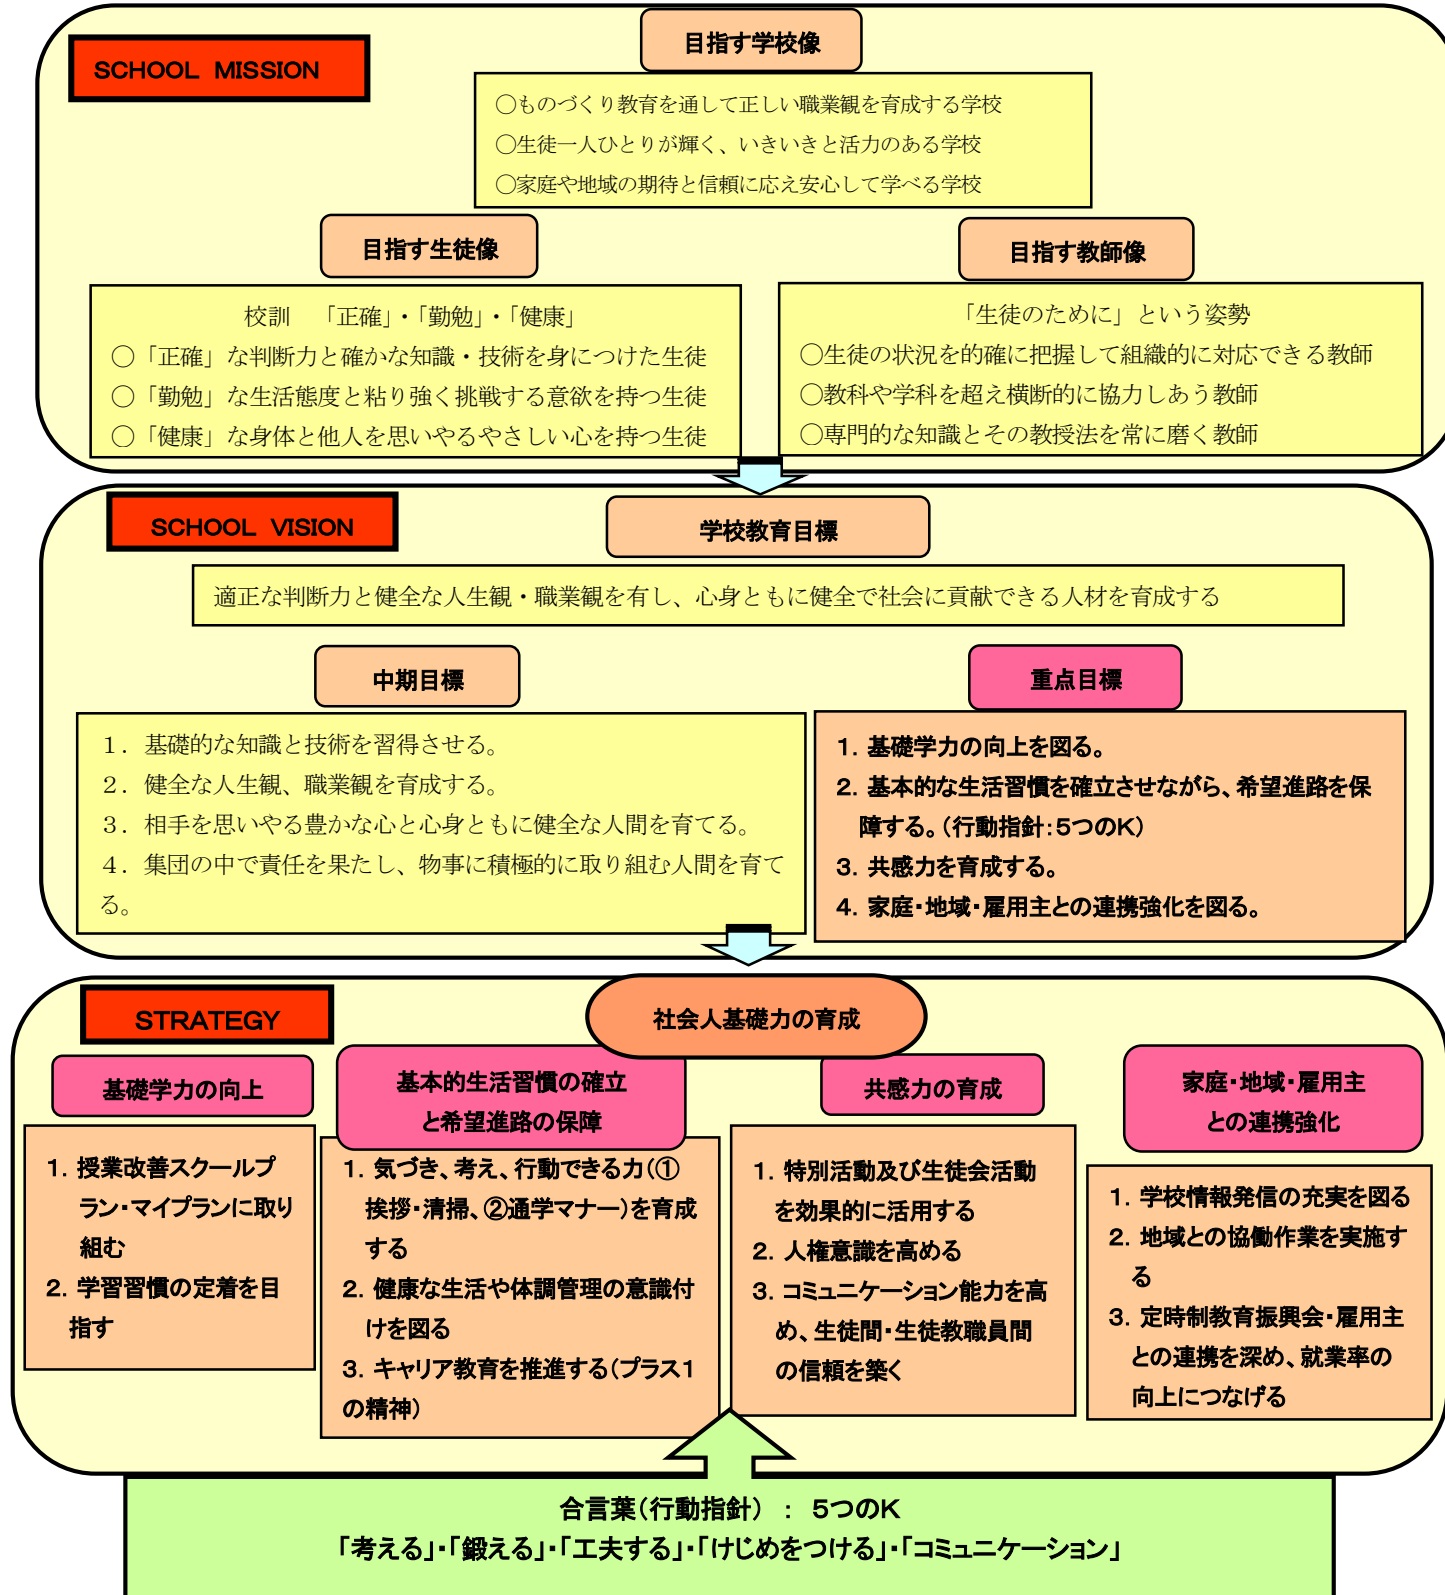 目指す学校像
SCHOOL MISSION
○ものづくり教育を通して正しい職業観を育成する学校
○生徒一人ひとりが輝く、いきいきと活力のある学校
○家庭や地域の期待と信頼に応え安心して学べる学校
目指す生徒像
校訓 「正確」・「勤勉」・「健康」
○「正確」な判断力と確かな知識・技術を身につけた生徒
○「勤勉」な生活態度と粘り強く挑戦する意欲を持つ生徒
○「健康」な身体と他人を思いやるやさしい心を持つ生徒
目指す教師像
「生徒のために」という姿勢
○生徒の状況を的確に把握して組織的に対応できる教師
○教科や学科を超え横断的に協力しあう教師
○専門的な知識とその教授法を常に磨く教師
SCHOOL VISION
学校教育目標
適正な判断力と健全な人生観・職業観を有し、心身ともに健全で社会に貢献できる人材を育成する
中期目標
１．基礎的な知識と技術を習得させる。
２．健全な人生観、職業観を育成する。
３．相手を思いやる豊かな心と心身ともに健全な人間を育てる。
４．集団の中で責任を果たし、物事に積極的に取り組む人間を育て
る。
重点目標
１．基礎学力の向上を図る。
２．基本的な生活習慣を確立させながら、希望進路を保
障する。（行動指針：５つのＫ）
３．共感力を育成する。
４．家庭・地域・雇用主との連携強化を図る。
STRATEGY
社会人基礎力の育成
基礎学力の向上
１．授業改善スクールプ
ラン・マイプランに取り
組む
２．学習習慣の定着を目
指す
基本的生活習慣の確立
と希望進路の保障
１．気づき、考え、行動できる力（①
挨拶・清掃、②通学マナー）を育成
する
２．健康な生活や体調管理の意識付
けを図る
３．キャリア教育を推進する（プラス１
の精神）
共感力の育成
１．特別活動及び生徒会活動
を効果的に活用する
２．人権意識を高める
３．コミュニケーション能力を高
め、生徒間・生徒教職員間
の信頼を築く
家庭・地域・雇用主
との連携強化
１．学校情報発信の充実を図る
２．地域との協働作業を実施す
る
３．定時制教育振興会・雇用主
との連携を深め、就業率の
向上につなげる
合言葉（行動指針） ： ５つのＫ
「考える」・「鍛える」・「工夫する」・「けじめをつける」・「コミュニケーション」